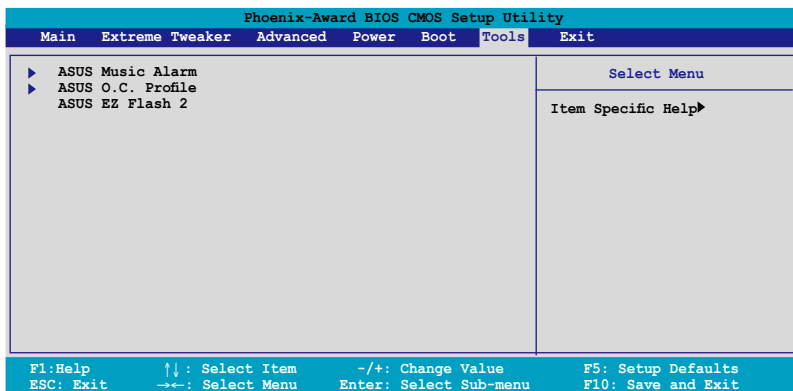 Phoenix-Award BIOS CMOS Setup Utility
Main Extreme Tweaker Advanced Power Boot Tools Exit
ASUS Music Alarm
ASUS O.C. Profile
ASUS EZ Flash 2
Select Menu
Item Specific Help
F1:Help ↑↓: Select Item -/+: Change Value F5: Setup Defaults
ESC: Exit →←: Select Menu Enter: Select Sub-menu F10: Save and Exit